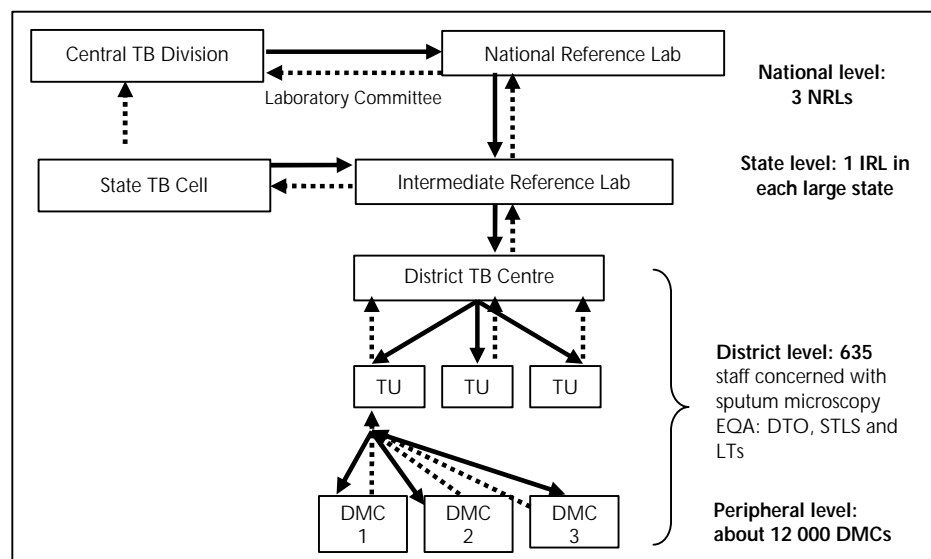 Central TB Division
National Reference Lab
Laboratory Committee
National level:
3 NRLs
State TB Cell
Intermediate Reference Lab
State level: 1 IRL in
each large state
District TB Centre
TU
TU
TU
District level: 635
staff concerned with
sputum microscopy
EQA: DTO, STLS and
LTs
DMC
1
DMC
2
DMC
3
Peripheral level:
about 12 000 DMCs